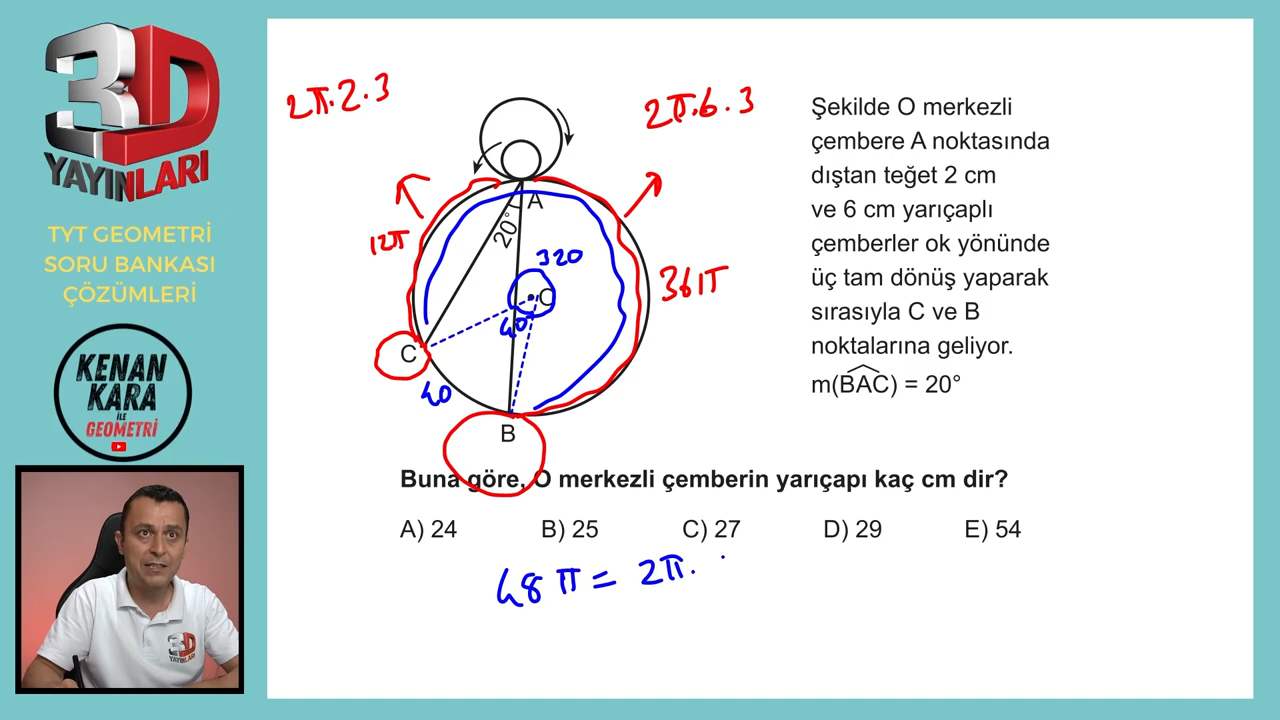 3D
YAYINLARI
TYT GEOMETRİ
SORU BANKASI
ÇÖZÜMLERİ
KENAN
KARA
İLE
GEOMETRİ
3D
YAYINLARI
2π.2.3
2π.6.3
A
20°
12π
320
O
40
36π
C
40
B
Şekilde O merkezli
çembere A noktasında
dıştan teğet 2 cm
ve 6 cm yarıçaplı
çemberler ok yönünde
üç tam dönüş yaparak
sırasıyla C ve B
noktalarına geliyor.
m(BAC) = 20°
Buna göre, O merkezli çemberin yarıçapı kaç cm dir?
A) 24 B) 25 C) 27 D) 29 E) 54
48π = 2π.